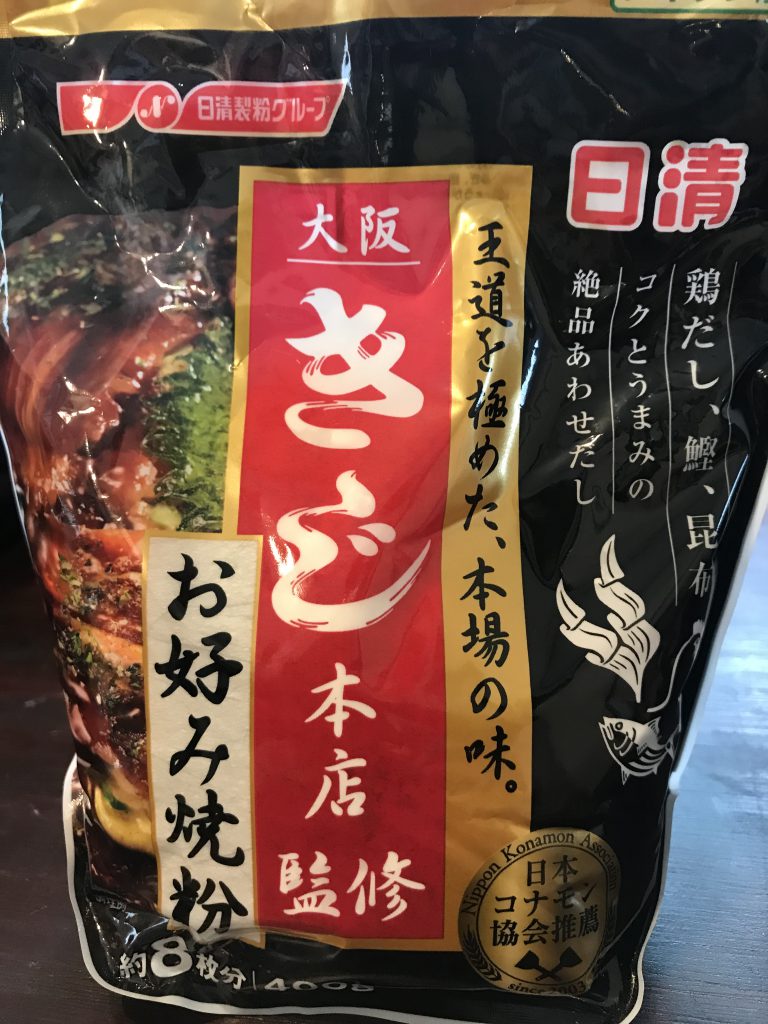 日清製粉グループ
日清
大阪
きじ
本店
監修
王道を極めた、本場の味。
鶏だし、鰹、昆布
コクとうまみの
絶品あわせだし
お好み焼粉
約8枚分 400g
Nippon Konamon Association
日本
コナモン
協会推薦
since2003